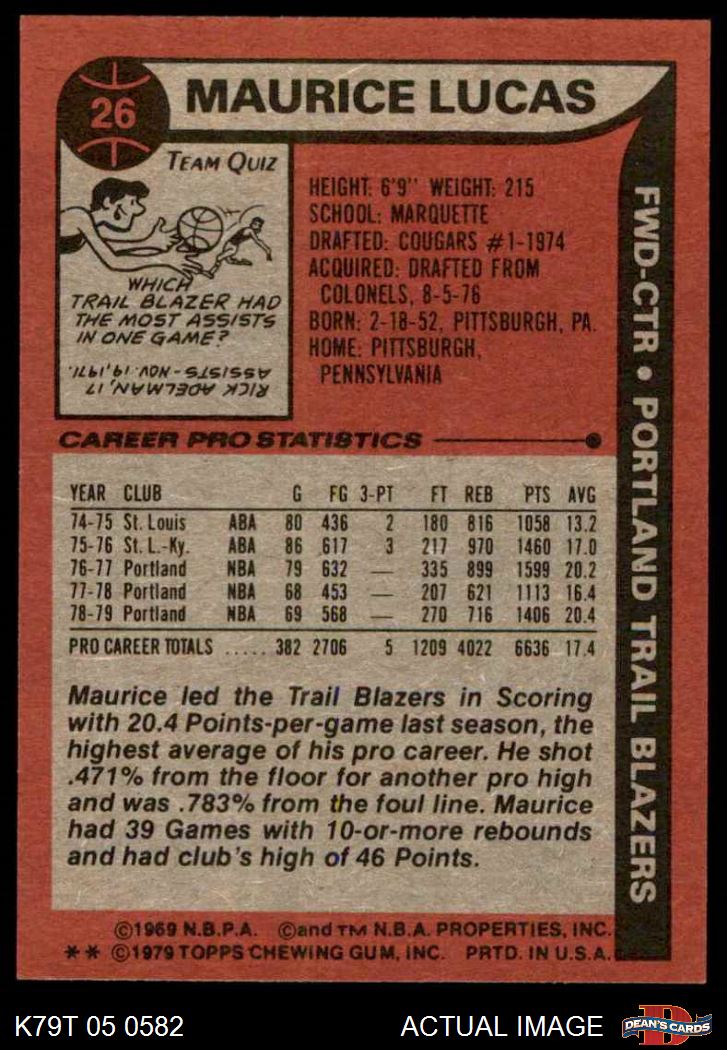 26
MAURICE LUCAS
TEAM QUIZ
WHICH
TRAIL BLAZER HAD
THE MOST ASSISTS
IN ONE GAME?
RICK ADELMAN, 17
ASSISTS - NOV. 19, 1971.
HEIGHT: 6'9" WEIGHT: 215
SCHOOL: MARQUETTE
DRAFTED: COUGARS #1-1974
ACQUIRED: DRAFTED FROM
COLONELS, 8-5-76
BORN: 2-18-52, PITTSBURGH, PA.
HOME: PITTSBURGH,
PENNSYLVANIA
FWD-CTR • PORTLAND TRAIL BLAZERS
CAREER PRO STATISTICS
YEAR CLUB G FG 3-PT FT REB PTS AVG
74-75 St. Louis ABA 80 436 2 180 816 1058 13.2
75-76 St. L.-Ky. ABA 86 617 3 217 970 1460 17.0
76-77 Portland NBA 79 632 — 335 899 1599 20.2
77-78 Portland NBA 68 453 — 207 621 1113 16.4
78-79 Portland NBA 69 568 — 270 716 1406 20.4
PRO CAREER TOTALS ..... 382 2706 5 1209 4022 6636 17.4
Maurice led the Trail Blazers in Scoring
with 20.4 Points-per-game last season, the
highest average of his pro career. He shot
.471% from the floor for another pro high
and was .783% from the foul line. Maurice
had 39 Games with 10-or-more rebounds
and had club's high of 46 Points.
©1969 N.B.P.A. ©and TM N.B.A. PROPERTIES, INC.
** ©1979 TOPPS CHEWING GUM, INC. PRTD. IN U.S.A.
K79T 05 0582 ACTUAL IMAGE
D
DEAN'S CARDS